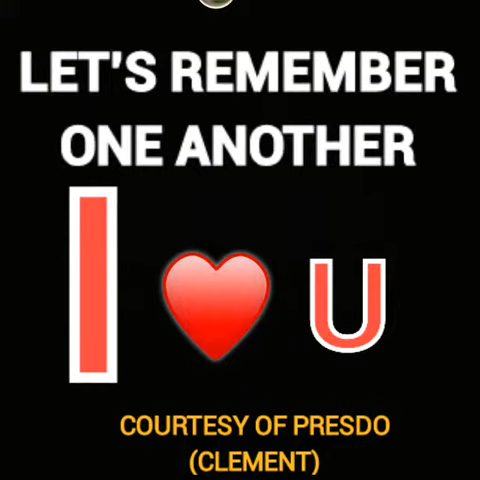 LET'S REMEMBER
ONE ANOTHER
I ❤ U
COURTESY OF PRESDO
(CLEMENT)